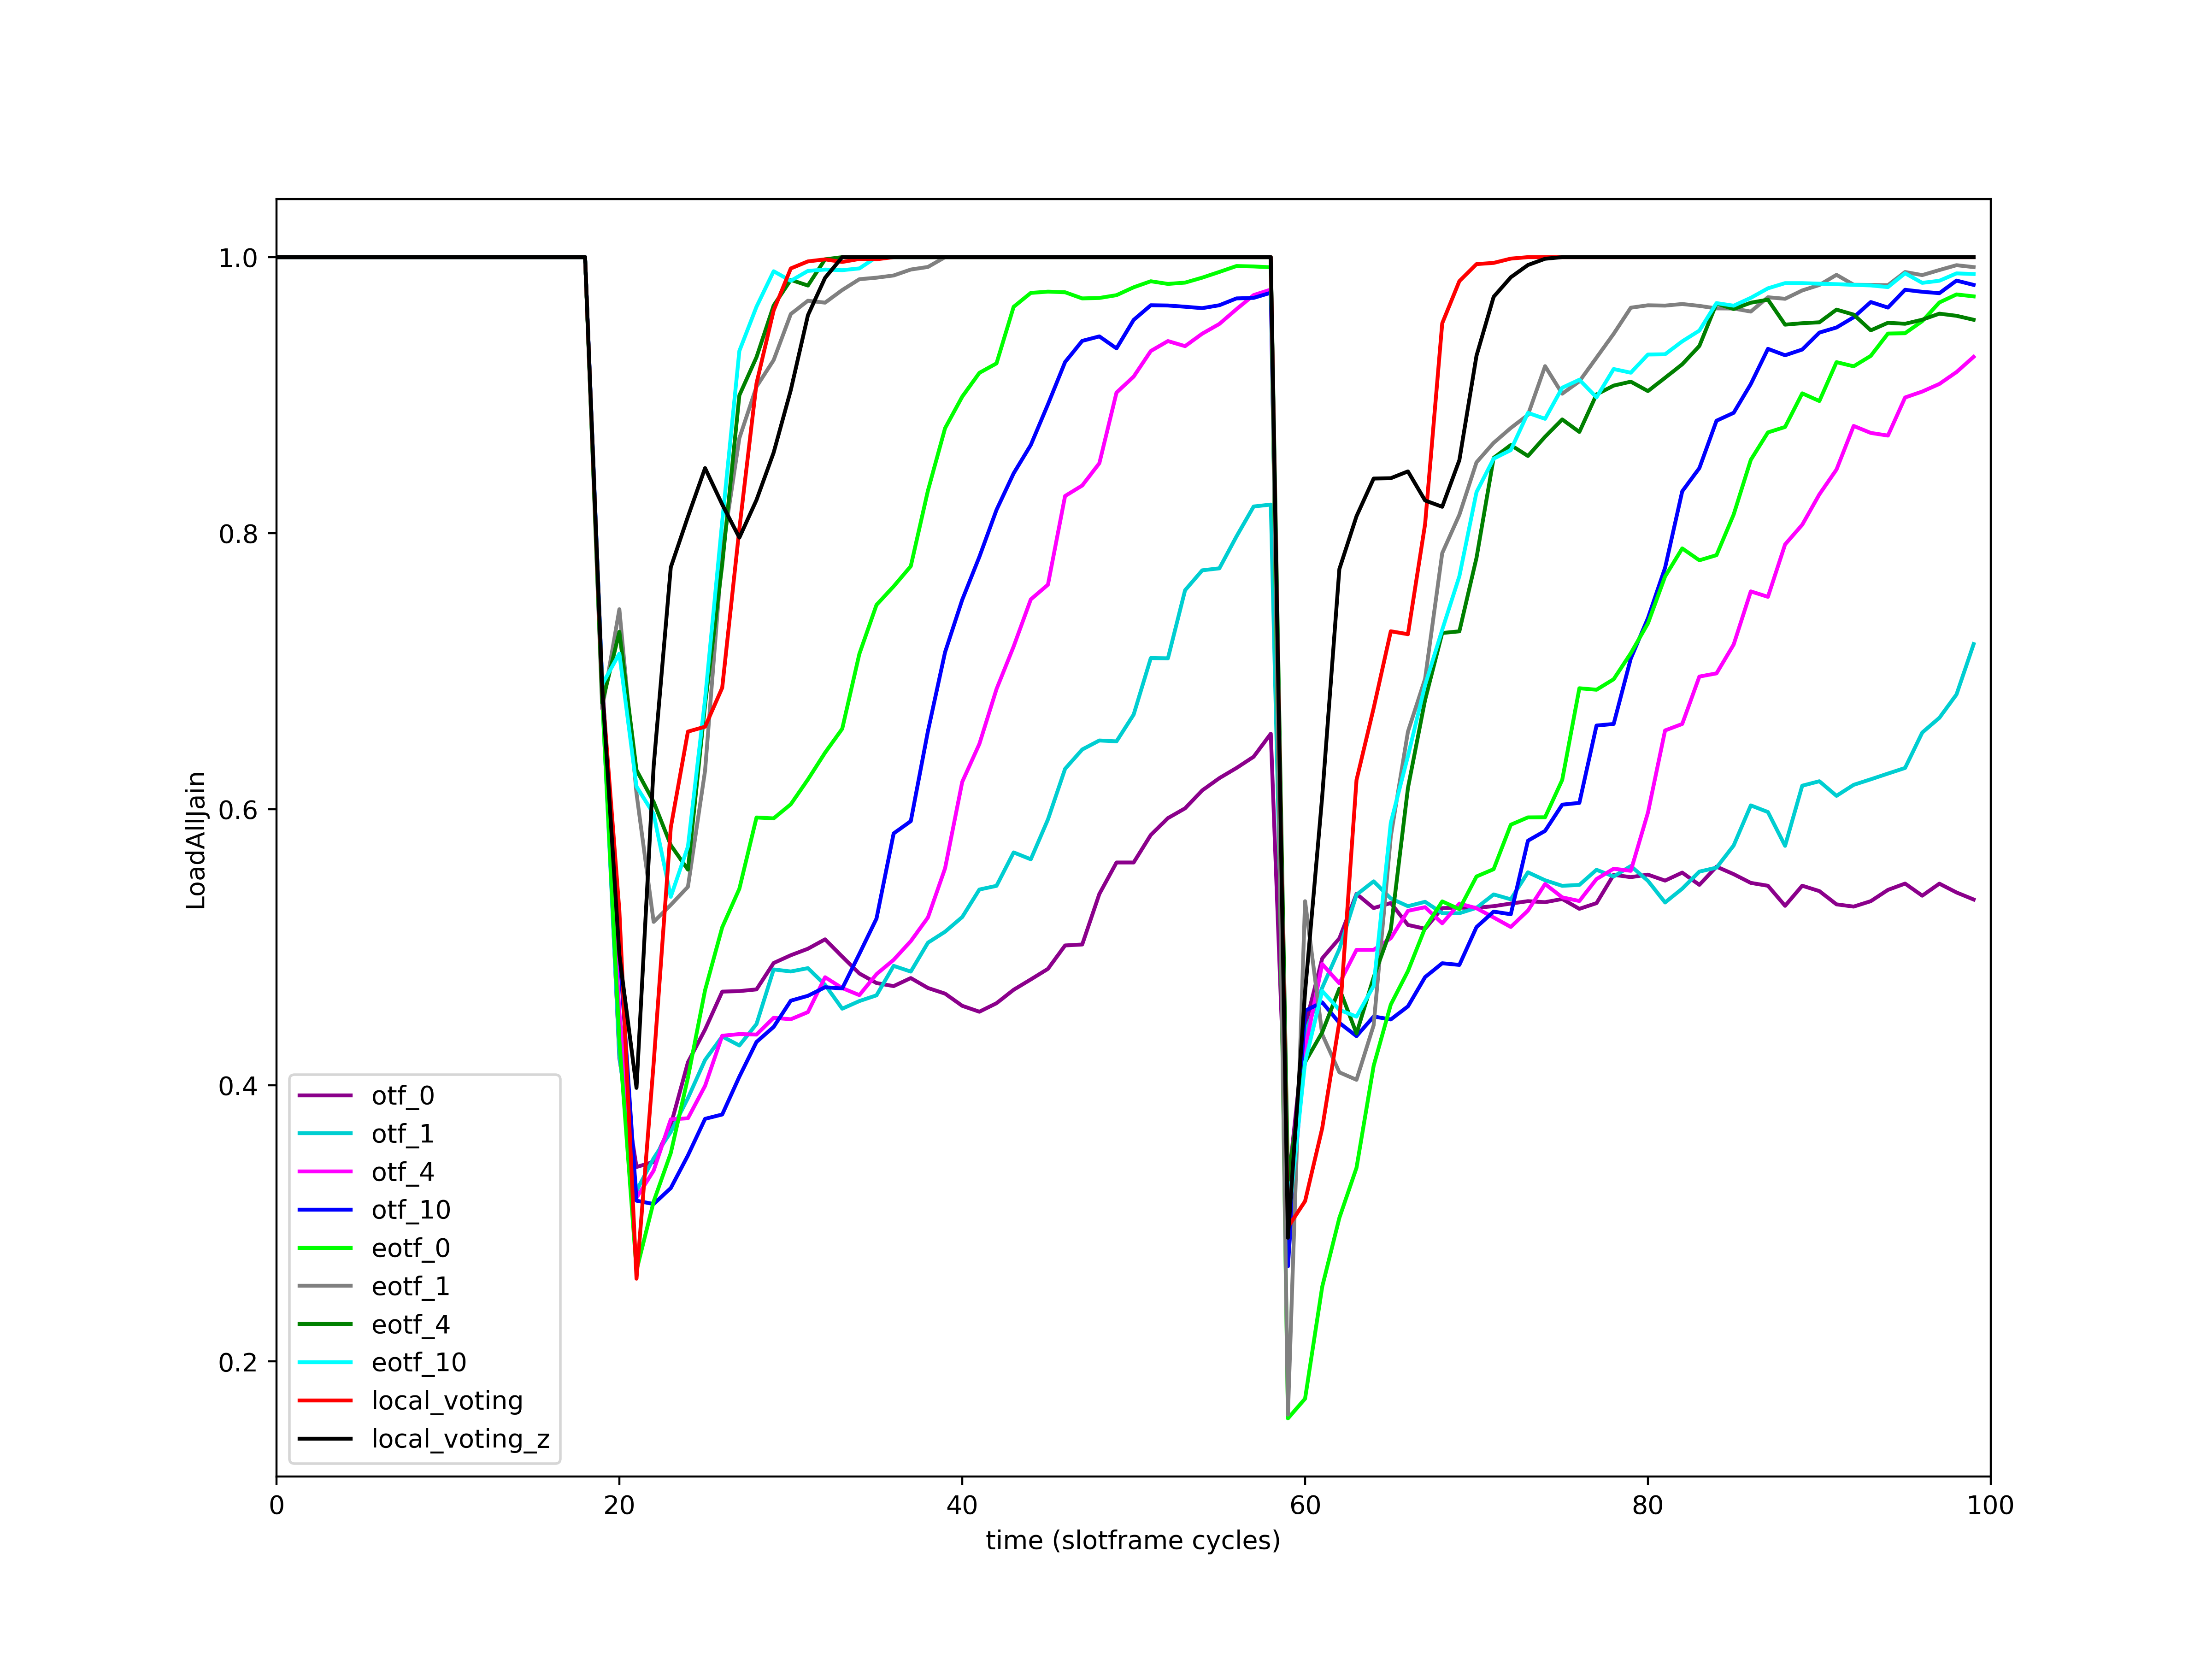 1.0
0.8
0.6
0.4
0.2
LoadAllJain
otf_0
otf_1
otf_4
otf_10
eotf_0
eotf_1
eotf_4
eotf_10
local_voting
local_voting_z
0 20 40 60 80 100
time (slotframe cycles)